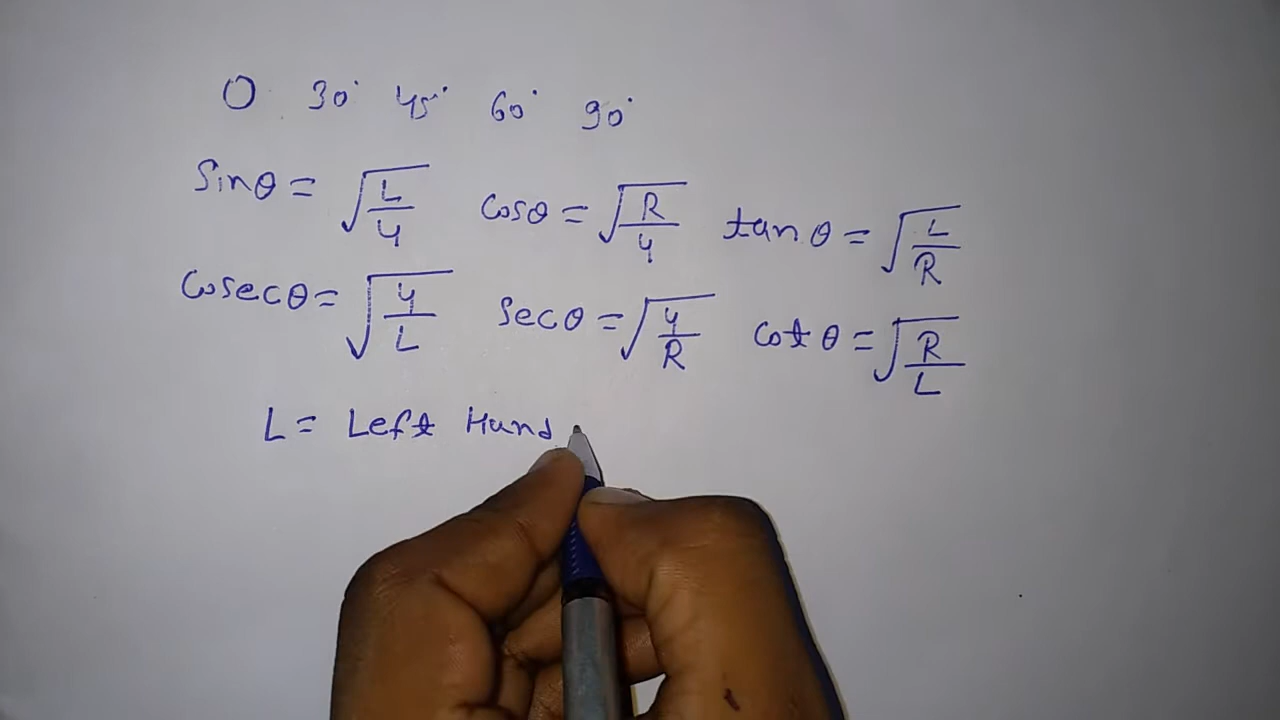 0 30° 45° 60° 90°
Sinθ = √(L/4) Cosθ = √(R/4) tanθ = √(L/R)
Cosecθ = √(4/L) Secθ = √(4/R) Cotθ = √(R/L)
L = Left Hand